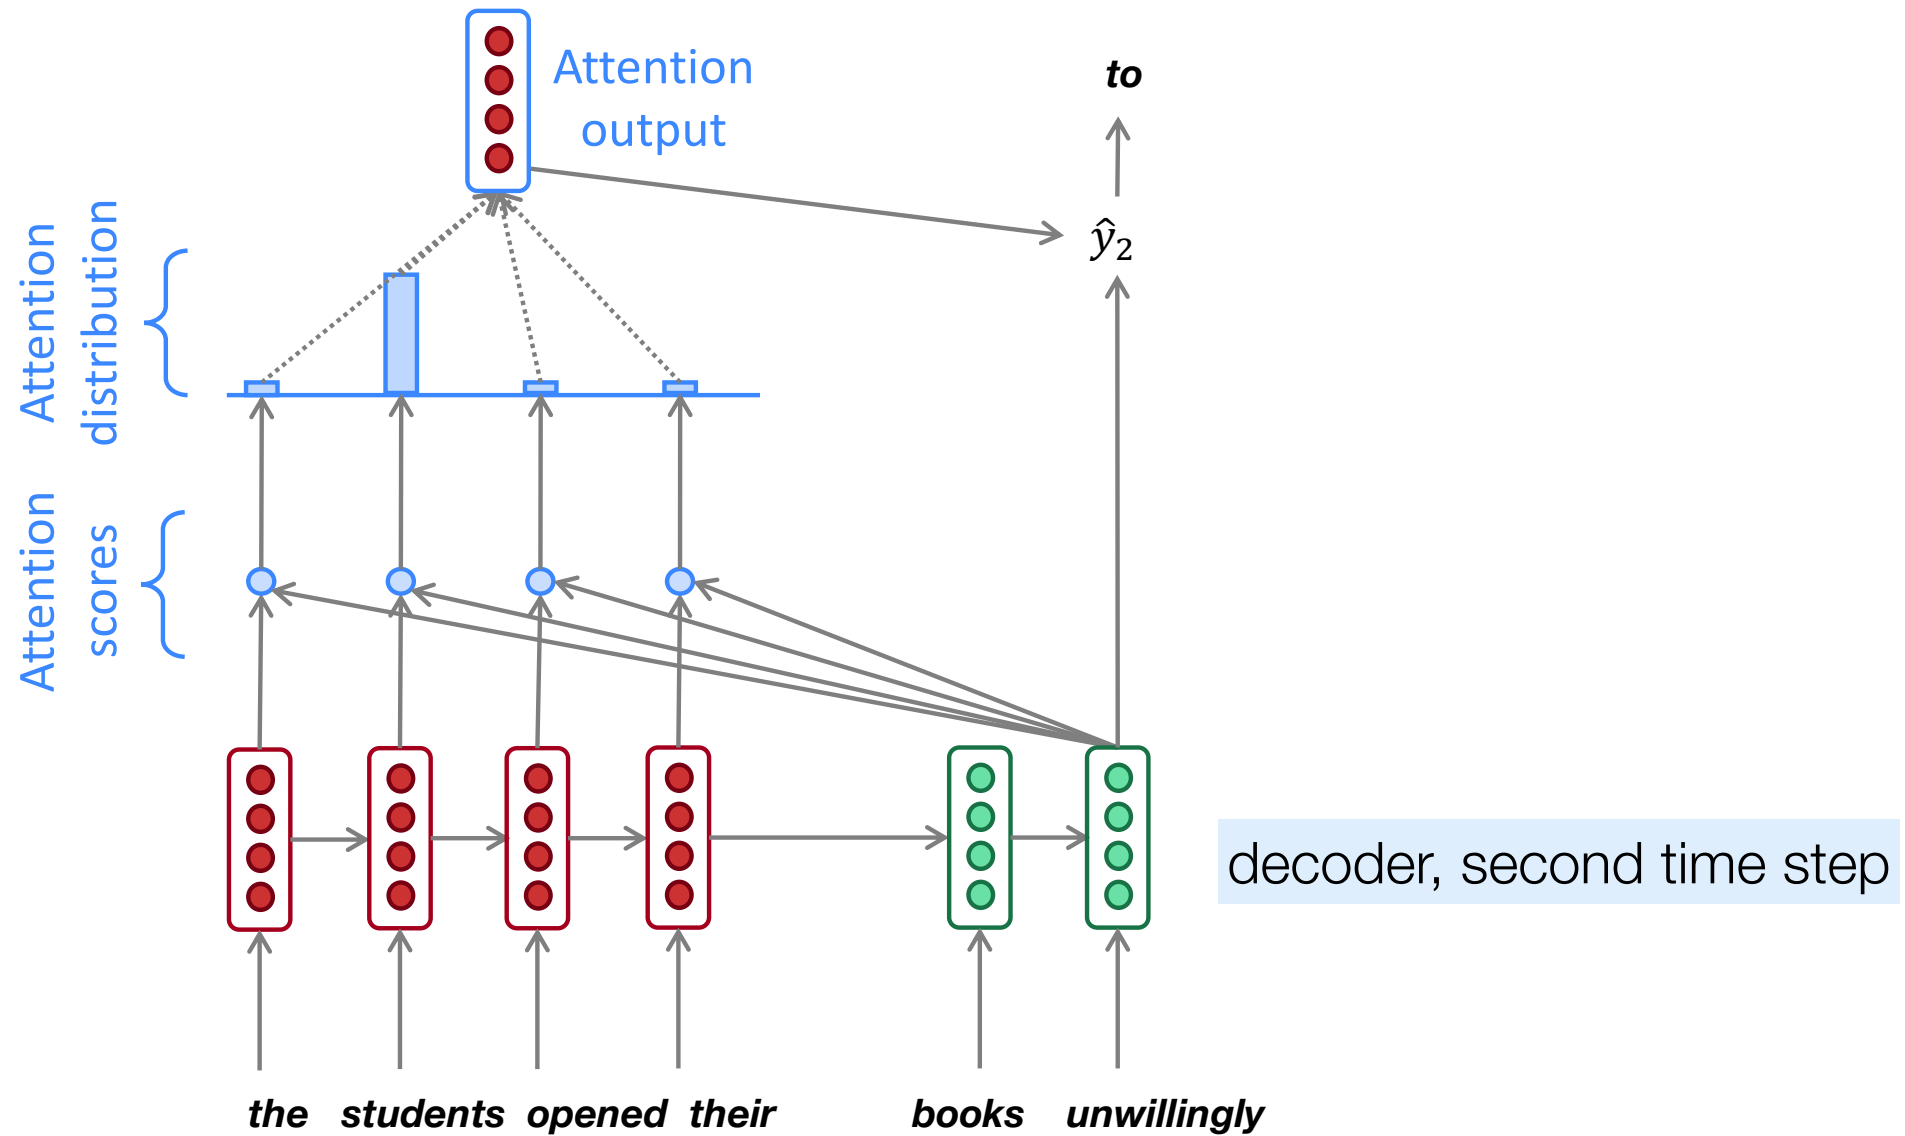 Attention
output
to
ŷ₂
Attention
distribution
Attention
scores
decoder, second time step
the students opened their books unwillingly